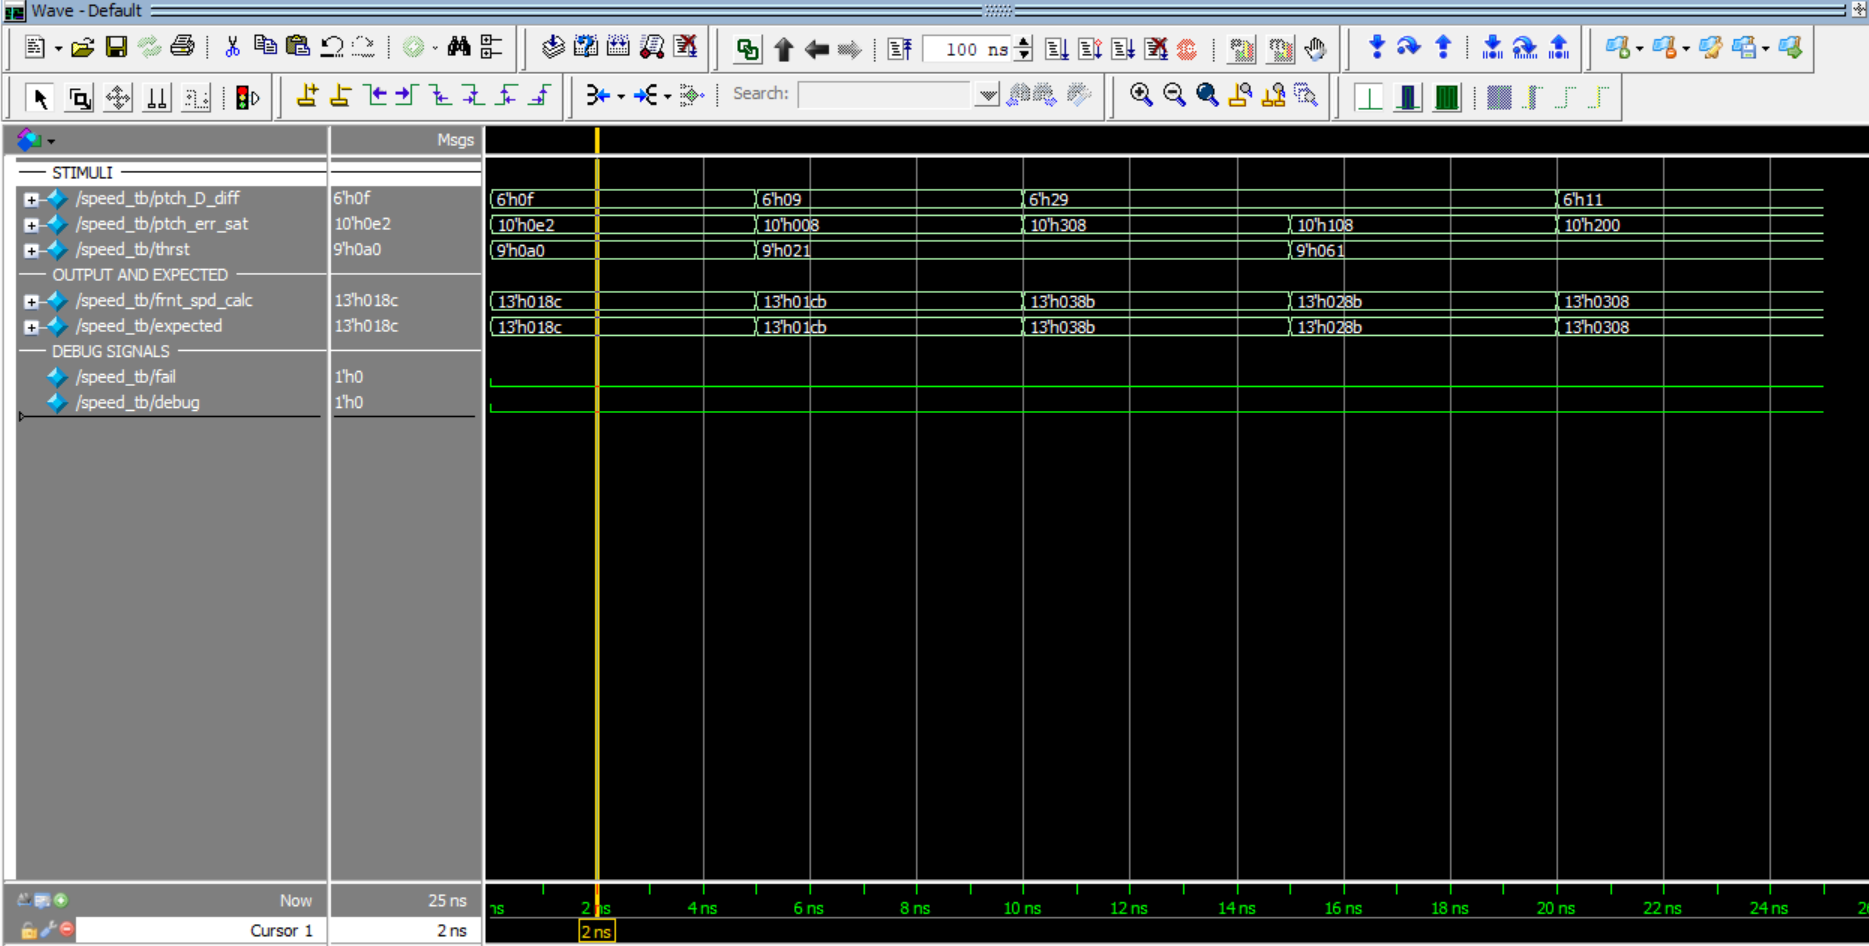 Wave - Default
100 ns
Search:
Msgs
STIMULI
/speed_tb/ptch_D_diff 6'h0f 6'h0f 6'h09 6'h29 6'h11
/speed_tb/ptch_err_sat 10'h0e2 10'h0e2 10'h008 10'h308 10'h108 10'h200
/speed_tb/thrst 9'h0a0 9'h0a0 9'h021 9'h061
OUTPUT AND EXPECTED
/speed_tb/frnt_spd_calc 13'h018c 13'h018c 13'h01cb 13'h038b 13'h028b 13'h0308
/speed_tb/expected 13'h018c 13'h018c 13'h01cb 13'h038b 13'h028b 13'h0308
DEBUG SIGNALS
/speed_tb/fail 1'h0
/speed_tb/debug 1'h0
Now 25 ns ns 2 ns 4 ns 6 ns 8 ns 10 ns 12 ns 14 ns 16 ns 18 ns 20 ns 22 ns 24 ns
Cursor 1 2 ns 2 ns